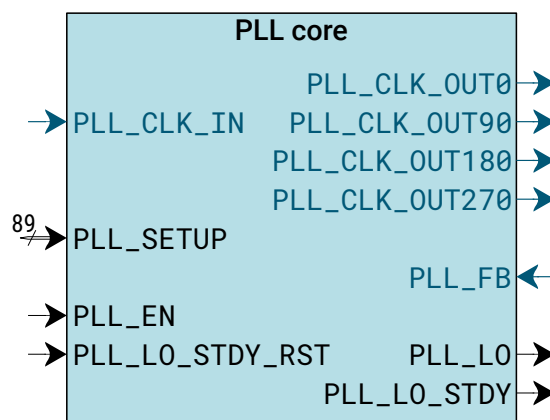 PLL core
PLL_CLK_OUT0
PLL_CLK_IN PLL_CLK_OUT90
PLL_CLK_OUT180
PLL_CLK_OUT270
89 PLL_SETUP
PLL_FB
PLL_EN
PLL_LO_STDY_RST PLL_LO
PLL_LO_STDY